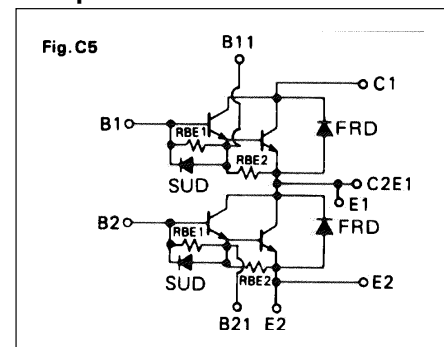 Fig.C5
B11
C1
B1
RBE1
FRD
RBE2
SUD
C2E1
E1
B2
RBE1
FRD
SUD
RBE2
E2
B21
E2